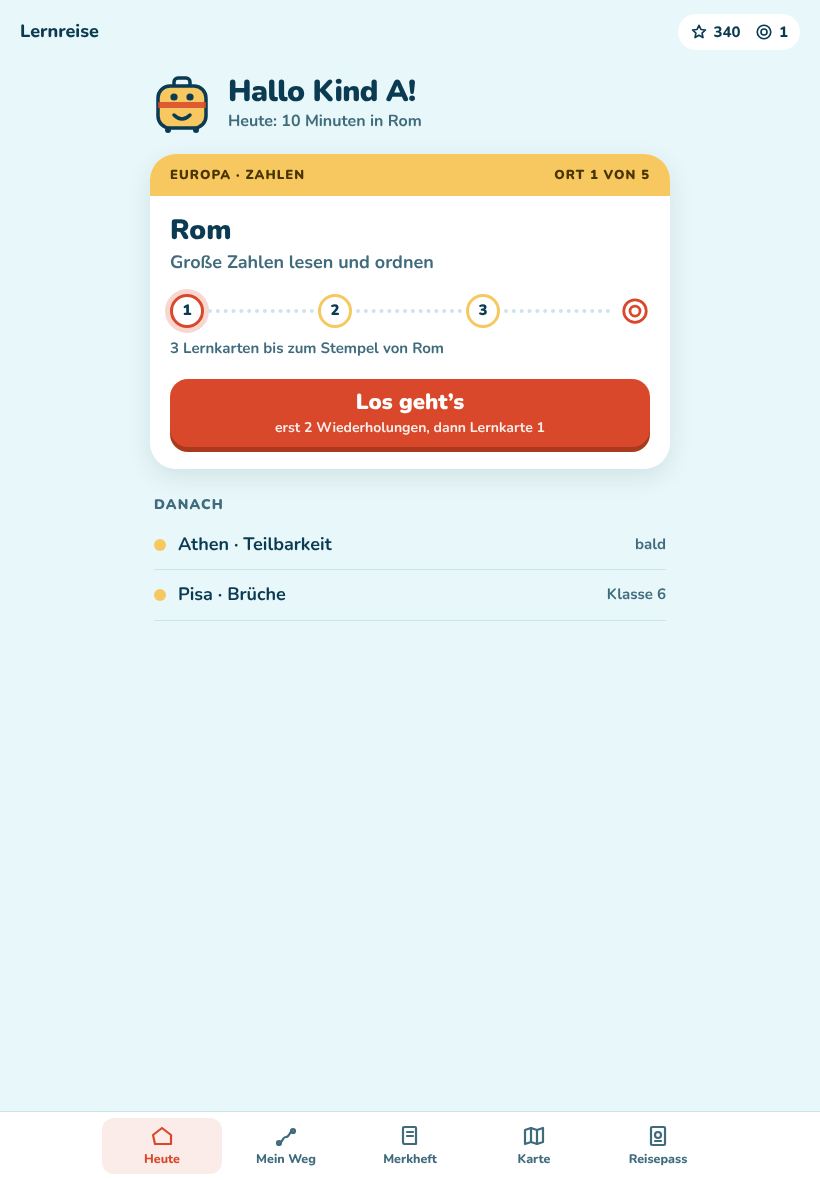 Lernreise
340 1
Hallo Kind A!
Heute: 10 Minuten in Rom
EUROPA · ZAHLEN ORT 1 VON 5
Rom
Große Zahlen lesen und ordnen
1 2 3
3 Lernkarten bis zum Stempel von Rom
Los geht’s
erst 2 Wiederholungen, dann Lernkarte 1
DANACH
Athen · Teilbarkeit bald
Pisa · Brüche Klasse 6
Heute Mein Weg Merkheft Karte Reisepass